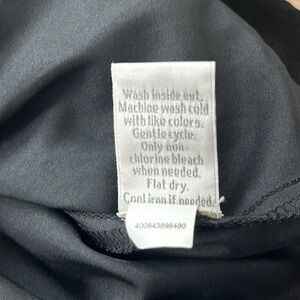 Wash inside out.
Machine wash cold
with like colors.
Gentle cycle.
Only non-
chlorine bleach
when needed.
Flat dry.
Cool iron if needed
400843898480